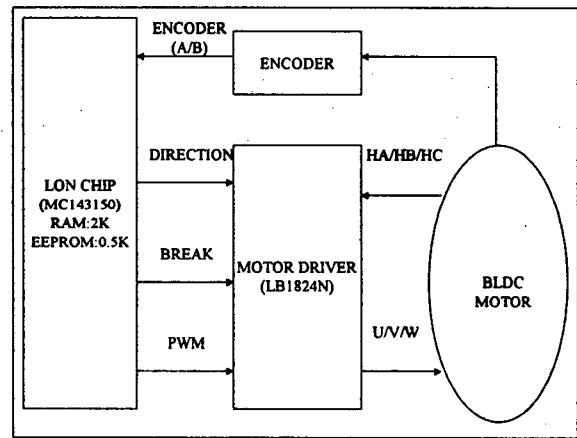 ENCODER
(A/B)
ENCODER
DIRECTION
HA/HB/HC
LON CHIP
(MC143150)
RAM:2K
EEPROM:0.5K
BREAK
MOTOR DRIVER
(LB1824N)
BLDC
MOTOR
PWM
U/V/W